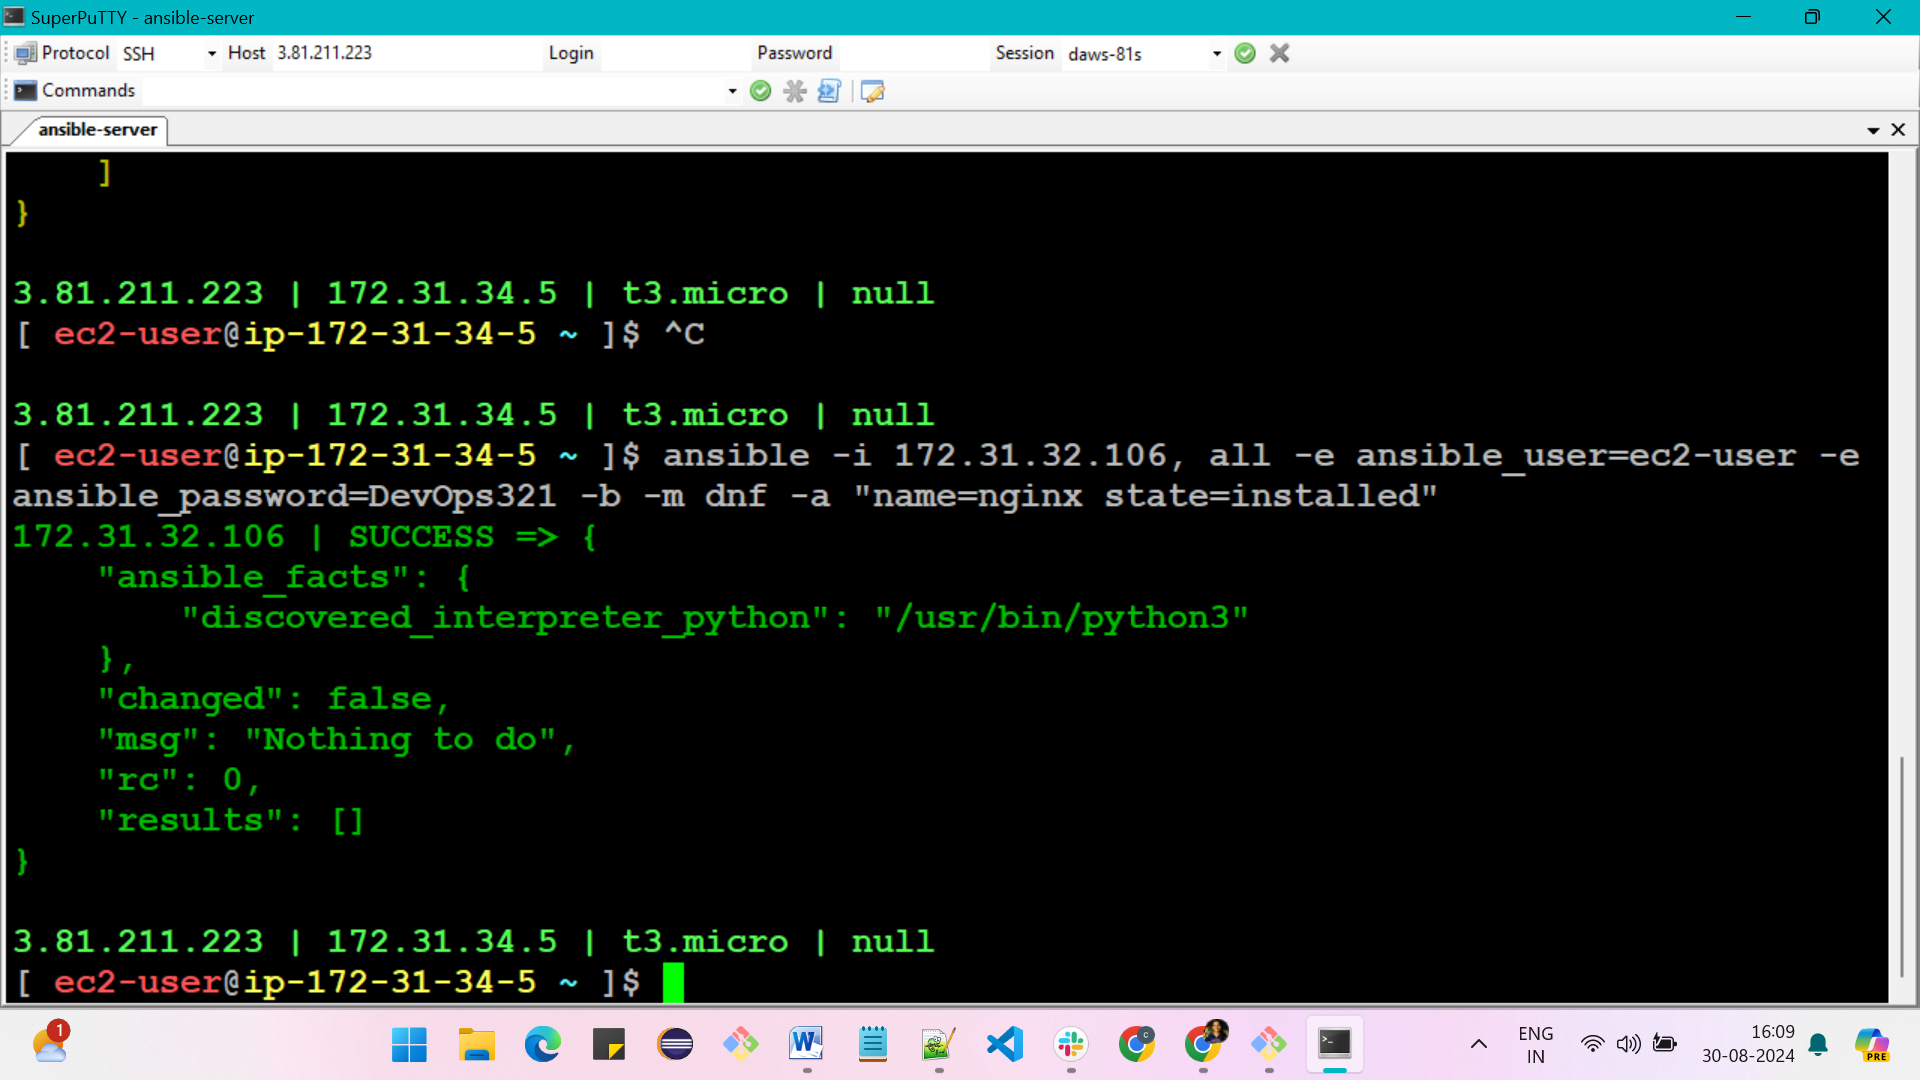 SuperPuTTY - ansible-server
Protocol SSH Host 3.81.211.223 Login Password Session daws-81s
Commands
ansible-server
    ]
}
3.81.211.223 | 172.31.34.5 | t3.micro | null
[ ec2-user@ip-172-31-34-5 ~ ]$ ^C
3.81.211.223 | 172.31.34.5 | t3.micro | null
[ ec2-user@ip-172-31-34-5 ~ ]$ ansible -i 172.31.32.106, all -e ansible_user=ec2-user -e
ansible_password=DevOps321 -b -m dnf -a "name=nginx state=installed"
172.31.32.106 | SUCCESS => {
    "ansible_facts": {
        "discovered_interpreter_python": "/usr/bin/python3"
    },
    "changed": false,
    "msg": "Nothing to do",
    "rc": 0,
    "results": []
}
3.81.211.223 | 172.31.34.5 | t3.micro | null
[ ec2-user@ip-172-31-34-5 ~ ]$
1
ENG
IN
16:09
30-08-2024
PRE